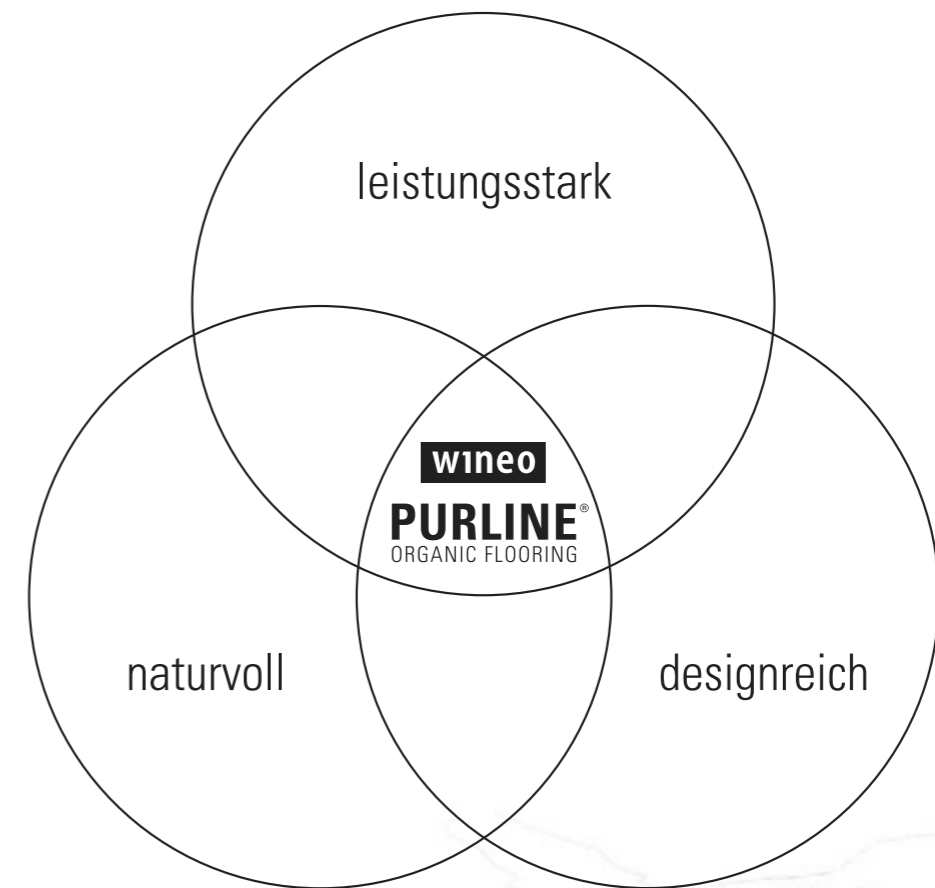 leistungsstark
wineo
PURLINE®
ORGANIC FLOORING
naturvoll
designreich